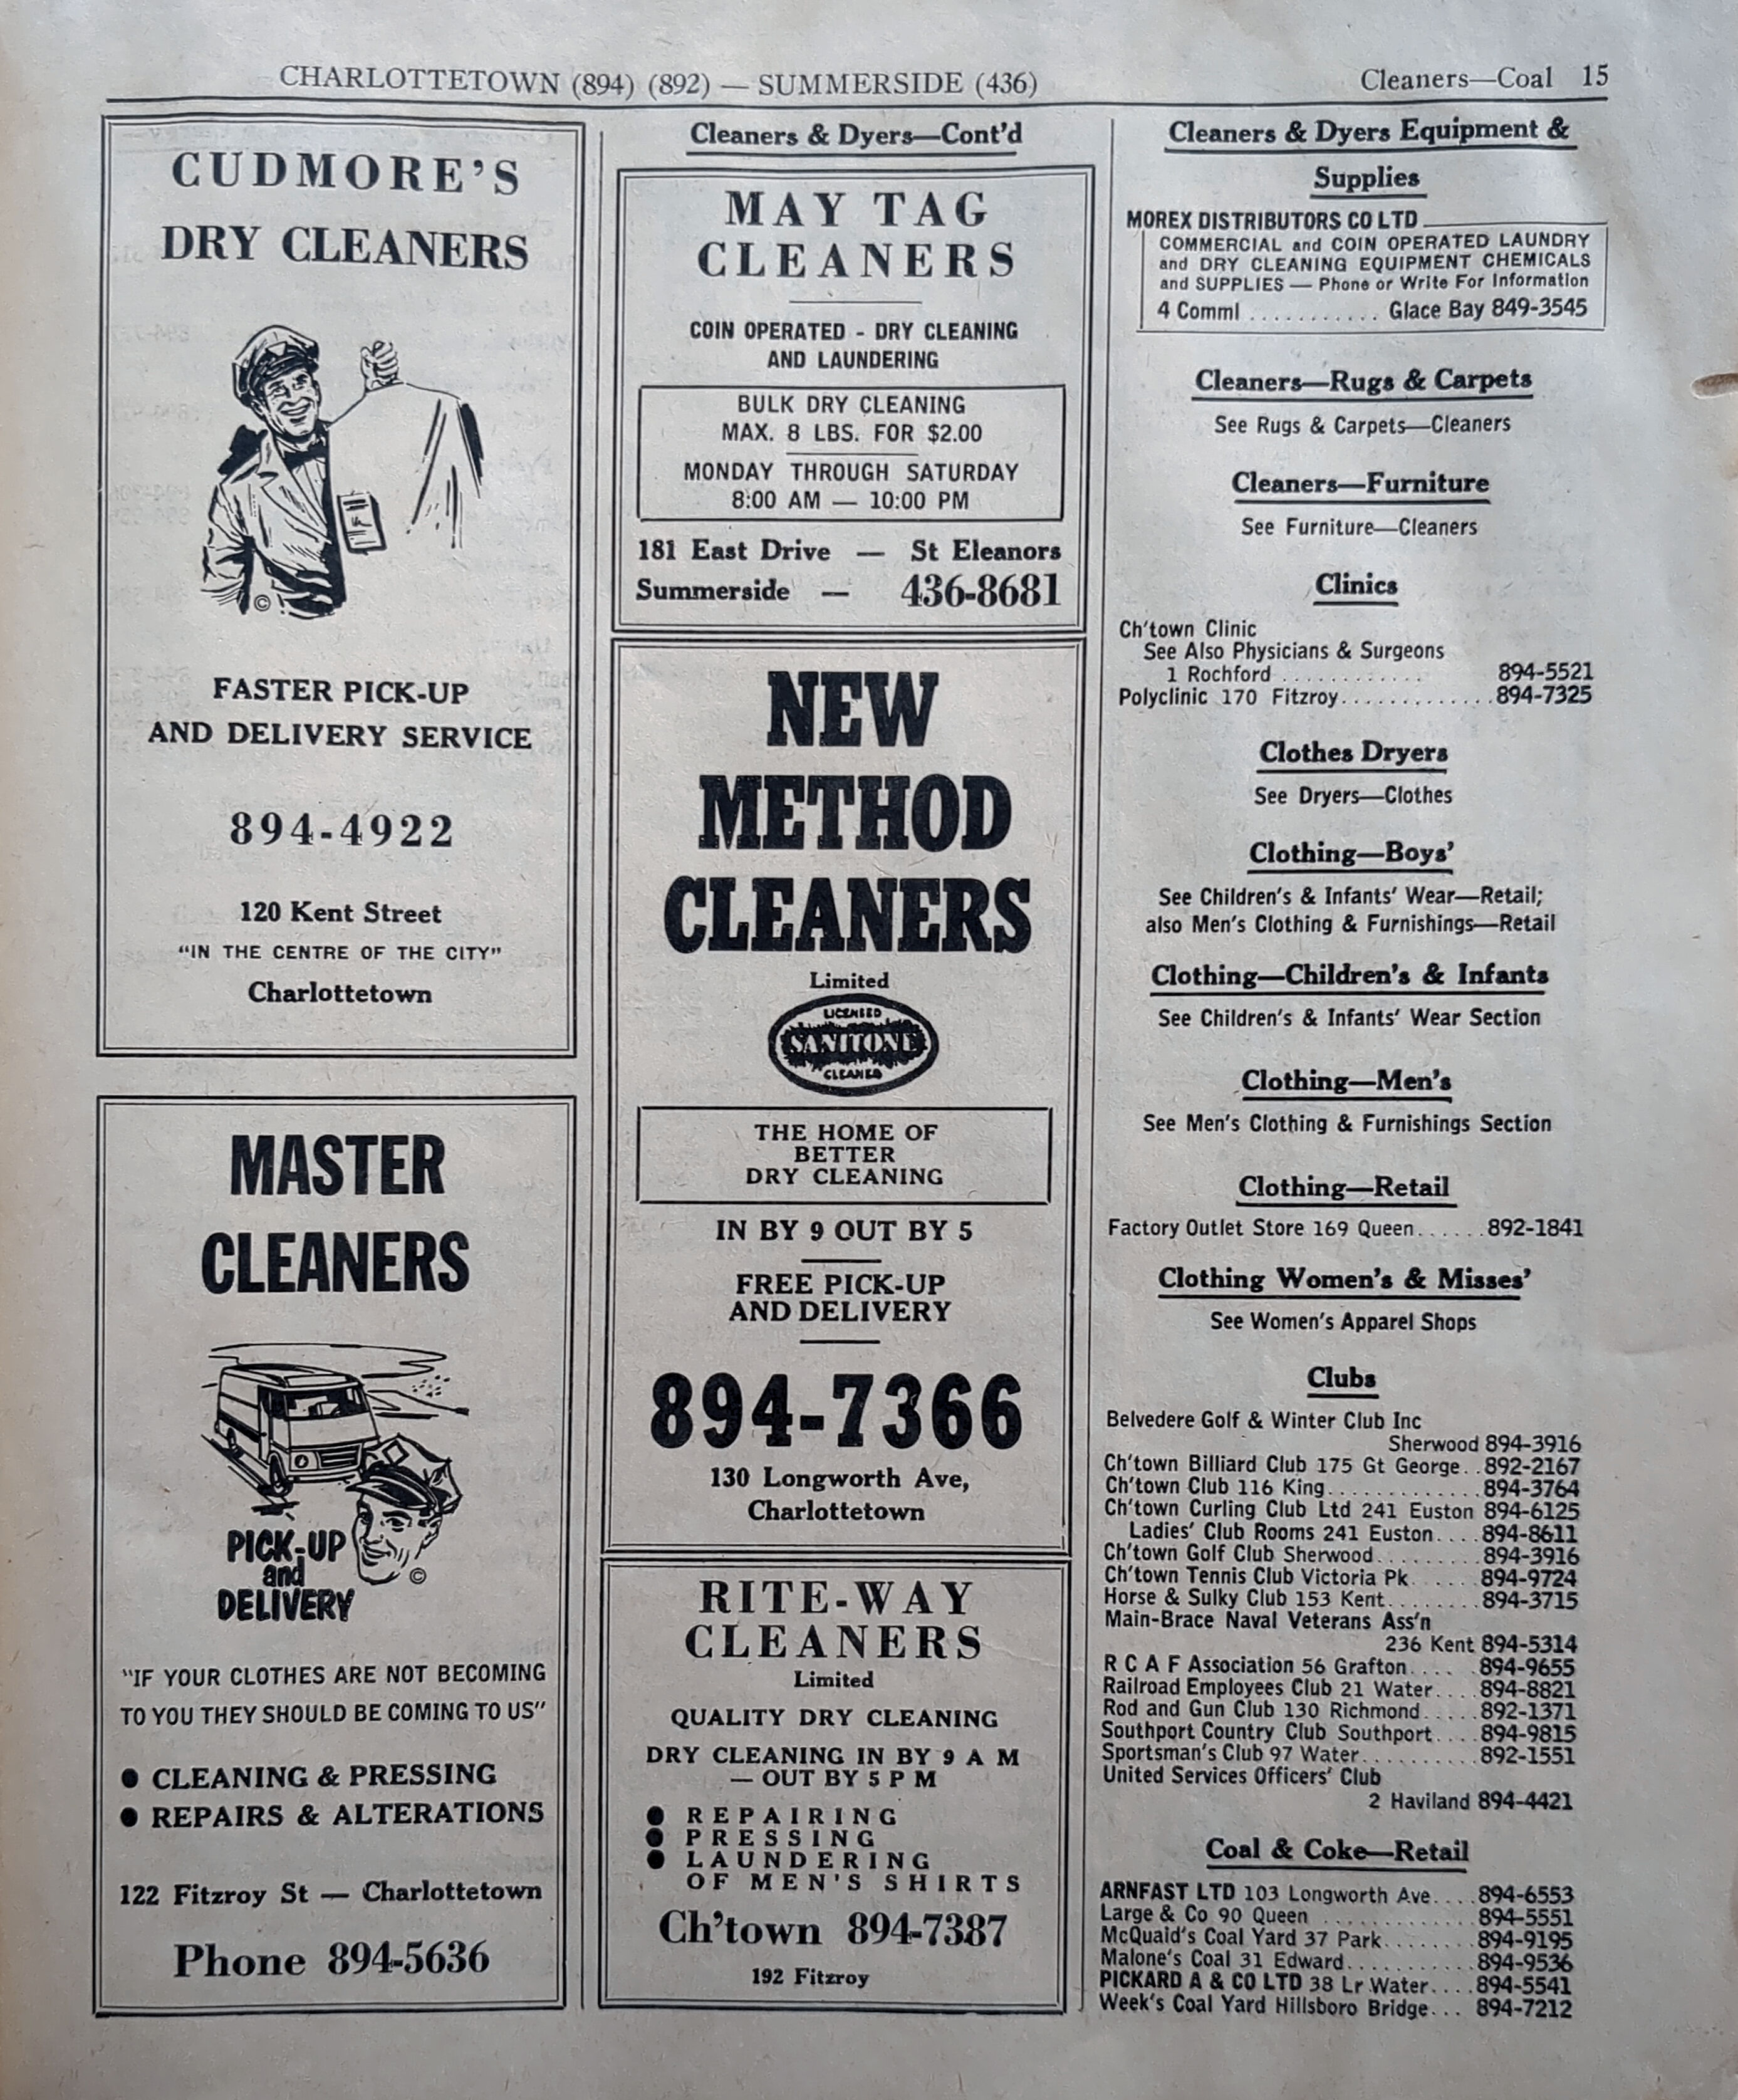 CHARLOTTETOWN (894) (892) — SUMMERSIDE (436)
Cleaners—Coal 15
CUDMORE'S
DRY CLEANERS
©
FASTER PICK-UP
AND DELIVERY SERVICE
894-4922
120 Kent Street
"IN THE CENTRE OF THE CITY"
Charlottetown
MASTER
CLEANERS
PICK-UP
and
DELIVERY
©
"IF YOUR CLOTHES ARE NOT BECOMING
TO YOU THEY SHOULD BE COMING TO US"
● CLEANING & PRESSING
● REPAIRS & ALTERATIONS
122 Fitzroy St — Charlottetown
Phone 894-5636
Cleaners & Dyers—Cont'd
MAY TAG
CLEANERS
COIN OPERATED - DRY CLEANING
AND LAUNDERING
BULK DRY CLEANING
MAX. 8 LBS. FOR $2.00
MONDAY THROUGH SATURDAY
8:00 AM — 10:00 PM
181 East Drive — St Eleanors
Summerside — 436-8681
NEW
METHOD
CLEANERS
Limited
LICENSED
SANITONE
CLEANER
THE HOME OF
BETTER
DRY CLEANING
IN BY 9 OUT BY 5
FREE PICK-UP
AND DELIVERY
894-7366
130 Longworth Ave,
Charlottetown
RITE-WAY
CLEANERS
Limited
QUALITY DRY CLEANING
DRY CLEANING IN BY 9 A M
— OUT BY 5 P M
● REPAIRING
● PRESSING
● LAUNDERING
OF MEN'S SHIRTS
Ch'town 894-7387
192 Fitzroy
Cleaners & Dyers Equipment &
Supplies
MOREX DISTRIBUTORS CO LTD
COMMERCIAL and COIN OPERATED LAUNDRY
and DRY CLEANING EQUIPMENT CHEMICALS
and SUPPLIES — Phone or Write For Information
4 Comml ........... Glace Bay 849-3545
Cleaners—Rugs & Carpets
See Rugs & Carpets—Cleaners
Cleaners—Furniture
See Furniture—Cleaners
Clinics
Ch'town Clinic
See Also Physicians & Surgeons
1 Rochford ............ 894-5521
Polyclinic 170 Fitzroy.............894-7325
Clothes Dryers
See Dryers—Clothes
Clothing—Boys'
See Children's & Infants' Wear—Retail;
also Men's Clothing & Furnishings—Retail
Clothing—Children's & Infants
See Children's & Infants' Wear Section
Clothing—Men's
See Men's Clothing & Furnishings Section
Clothing—Retail
Factory Outlet Store 169 Queen......892-1841
Clothing Women's & Misses'
See Women's Apparel Shops
Clubs
Belvedere Golf & Winter Club Inc
Sherwood 894-3916
Ch'town Billiard Club 175 Gt George..892-2167
Ch'town Club 116 King.............894-3764
Ch'town Curling Club Ltd 241 Euston 894-6125
Ladies' Club Rooms 241 Euston....894-8611
Ch'town Golf Club Sherwood.........894-3916
Ch'town Tennis Club Victoria Pk......894-9724
Horse & Sulky Club 153 Kent........894-3715
Main-Brace Naval Veterans Ass'n
236 Kent 894-5314
R C A F Association 56 Grafton.... .894-9655
Railroad Employees Club 21 Water....894-8821
Rod and Gun Club 130 Richmond.....892-1371
Southport Country Club Southport....894-9815
Sportsman's Club 97 Water..........892-1551
United Services Officers' Club
2 Haviland 894-4421
Coal & Coke—Retail
ARNFAST LTD 103 Longworth Ave....894-6553
Large & Co 90 Queen .............894-5551
McQuaid's Coal Yard 37 Park........894-9195
Malone's Coal 31 Edward...........894-9536
PICKARD A & CO LTD 38 Lr Water....894-5541
Week's Coal Yard Hillsboro Bridge... 894-7212